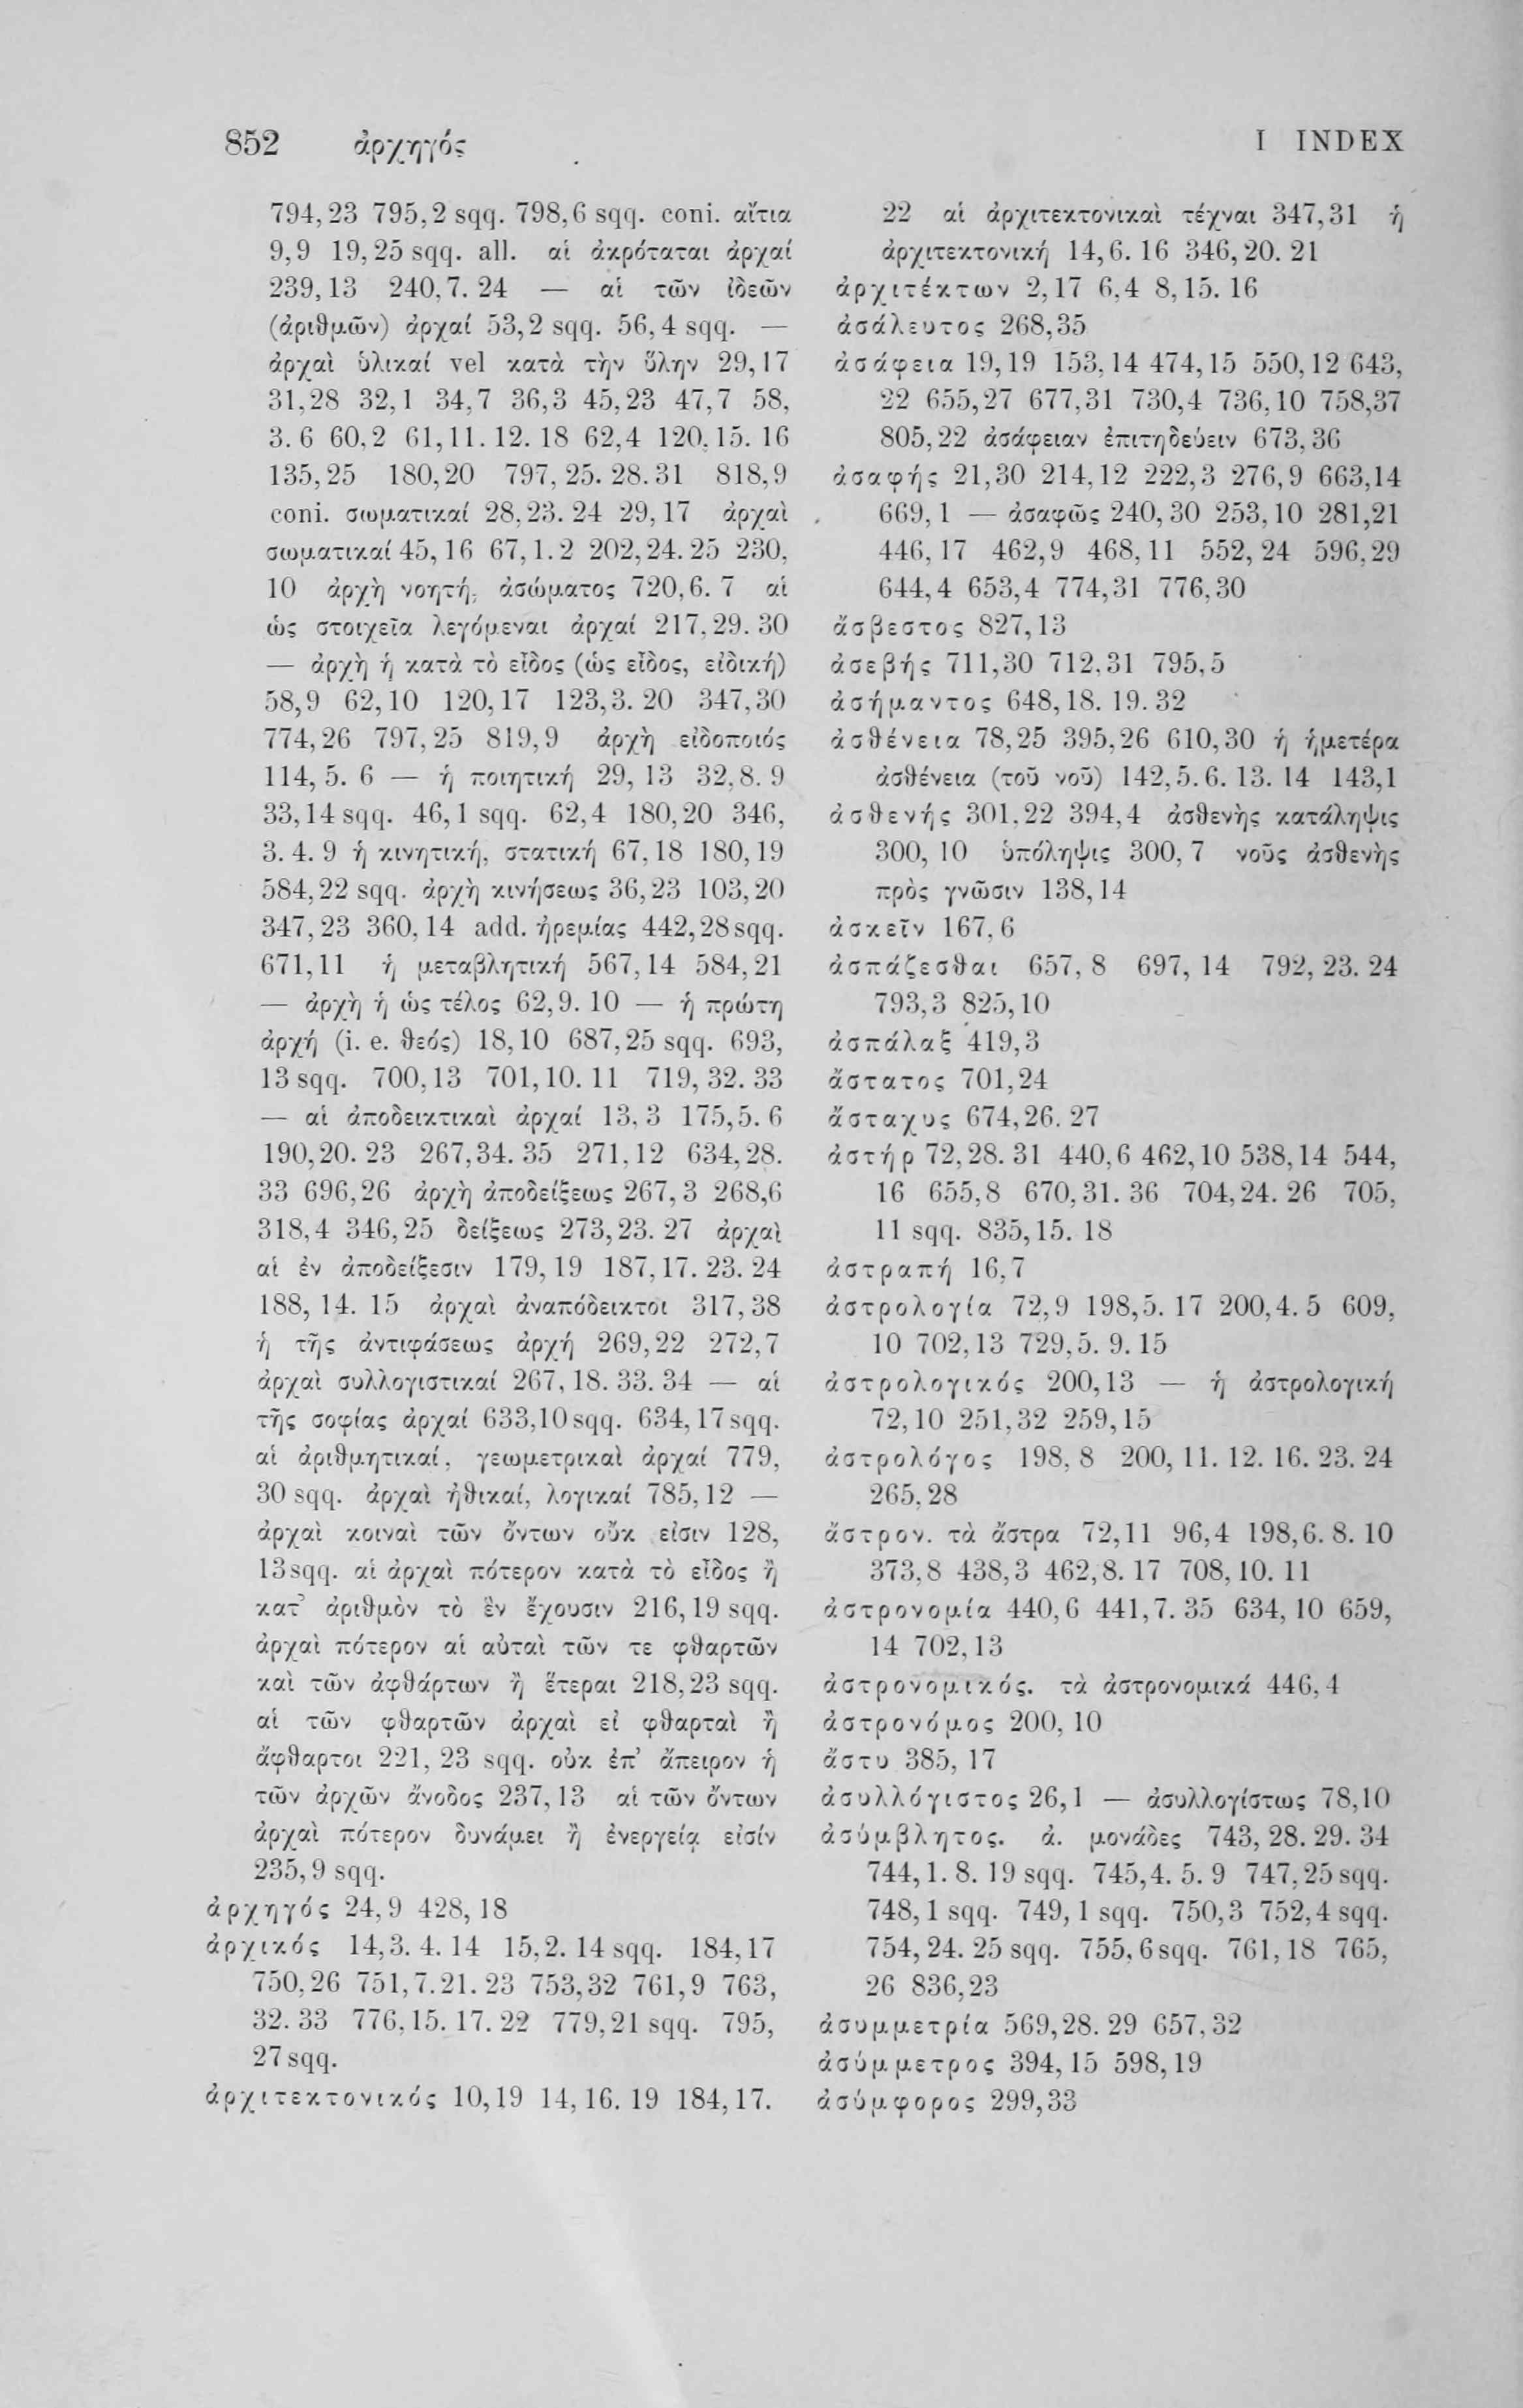 852 ἀρχηγός
I INDEX
794,23 795,2 sqq. 798,6 sqq. coni. αἴτια
9,9 19,25 sqq. all. αἱ ἀκρόταται ἀρχαί
239,13 240,7. 24 — αἱ τῶν ἰδεῶν
(ἀριθμῶν) ἀρχαί 53,2 sqq. 56,4 sqq. —
ἀρχαὶ ὑλικαί vel κατὰ τὴν ὕλην 29,17
31,28 32,1 34,7 36,3 45,23 47,7 58,
3. 6 60,2 61,11. 12. 18 62,4 120,15. 16
135,25 180,20 797,25. 28. 31 818,9
coni. σωματικαί 28,23. 24 29,17 ἀρχαὶ
σωματικαί 45,16 67,1. 2 202,24. 25 230,
10 ἀρχὴ νοητή, ἀσώματος 720,6. 7 αἱ
ὡς στοιχεῖα λεγόμεναι ἀρχαί 217,29. 30
— ἀρχὴ ἡ κατὰ τὸ εἶδος (ὡς εἶδος, εἰδική)
58,9 62,10 120,17 123,3. 20 347,30
774,26 797,25 819,9 ἀρχὴ εἰδοποιός
114,5. 6 — ἡ ποιητική 29,13 32,8. 9
33,14 sqq. 46,1 sqq. 62,4 180,20 346,
3. 4. 9 ἡ κινητική, στατική 67,18 180,19
584,22 sqq. ἀρχὴ κινήσεως 36,23 103,20
347,23 360,14 add. ἠρεμίας 442,28 sqq.
671,11 ἡ μεταβλητική 567,14 584,21
— ἀρχὴ ἡ ὡς τέλος 62,9. 10 — ἡ πρώτη
ἀρχή (i. e. θεός) 18,10 687,25 sqq. 693,
13 sqq. 700,13 701,10. 11 719,32. 33
— αἱ ἀποδεικτικαὶ ἀρχαί 13,3 175,5. 6
190,20. 23 267,34. 35 271,12 634,28.
33 696,26 ἀρχὴ ἀποδείξεως 267,3 268,6
318,4 346,25 δείξεως 273,23. 27 ἀρχαὶ
αἱ ἐν ἀποδείξεσιν 179,19 187,17. 23. 24
188,14. 15 ἀρχαὶ ἀναπόδεικτοι 317,38
ἡ τῆς ἀντιφάσεως ἀρχή 269,22 272,7
ἀρχαὶ συλλογιστικαί 267,18. 33. 34 — αἱ
τῆς σοφίας ἀρχαί 633,10 sqq. 634,17 sqq.
αἱ ἀριθμητικαί, γεωμετρικαὶ ἀρχαί 779,
30 sqq. ἀρχαὶ ἠθικαί, λογικαί 785,12 —
ἀρχαὶ κοιναὶ τῶν ὄντων οὔκ εἰσιν 128,
13 sqq. αἱ ἀρχαὶ πότερον κατὰ τὸ εἶδος ἢ
κατ’ ἀριθμὸν τὸ ἓν ἔχουσιν 216,19 sqq.
ἀρχαὶ πότερον αἱ αὐταὶ τῶν τε φθαρτῶν
καὶ τῶν ἀφθάρτων ἢ ἕτεραι 218,23 sqq.
αἱ τῶν φθαρτῶν ἀρχαὶ εἰ φθαρταὶ ἢ
ἄφθαρτοι 221,23 sqq. οὐκ ἐπ’ ἄπειρον ἡ
τῶν ἀρχῶν ἄνοδος 237,13 αἱ τῶν ὄντων
ἀρχαὶ πότερον δυνάμει ἢ ἐνεργείᾳ εἰσίν
235,9 sqq.
ἀρχηγός 24,9 428,18
ἀρχικός 14,3. 4. 14 15,2. 14 sqq. 184,17
750,26 751,7. 21. 23 753,32 761,9 763,
32. 33 776,15. 17. 22 779,21 sqq. 795,
27 sqq.
ἀρχιτεκτονικός 10,19 14,16. 19 184,17.
22 αἱ ἀρχιτεκτονικαὶ τέχναι 347,31 ἡ
ἀρχιτεκτονική 14,6. 16 346,20. 21
ἀρχιτέκτων 2,17 6,4 8,15. 16
ἀσάλευτος 268,35
ἀσάφεια 19,19 153,14 474,15 550,12 643,
22 655,27 677,31 730,4 736,10 758,37
805,22 ἀσάφειαν ἐπιτηδεύειν 673,36
ἀσαφής 21,30 214,12 222,3 276,9 663,14
669,1 — ἀσαφῶς 240,30 253,10 281,21
446,17 462,9 468,11 552,24 596,29
644,4 653,4 774,31 776,30
ἄσβεστος 827,13
ἀσεβής 711,30 712,31 795,5
ἀσήμαντος 648,18. 19. 32
ἀσθένεια 78,25 395,26 610,30 ἡ ἡμετέρα
ἀσθένεια (τοῦ νοῦ) 142,5. 6. 13. 14 143,1
ἀσθενής 301,22 394,4 ἀσθενὴς κατάληψις
300,10 ὑπόληψις 300,7 νοῦς ἀσθενὴς
πρὸς γνῶσιν 138,14
ἀσκεῖν 167,6
ἀσπάζεσθαι 657,8 697,14 792,23. 24
793,3 825,10
ἀσπάλαξ 419,3
ἄστατος 701,24
ἄσταχυς 674,26. 27
ἀστήρ 72,28. 31 440,6 462,10 538,14 544,
16 655,8 670,31. 36 704,24. 26 705,
11 sqq. 835,15. 18
ἀστραπή 16,7
ἀστρολογία 72,9 198,5. 17 200,4. 5 609,
10 702,13 729,5. 9. 15
ἀστρολογικός 200,13 — ἡ ἀστρολογική
72,10 251,32 259,15
ἀστρολόγος 198,8 200,11. 12. 16. 23. 24
265,28
ἄστρον. τὰ ἄστρα 72,11 96,4 198,6. 8. 10
373,8 438,3 462,8. 17 708,10. 11
ἀστρονομία 440,6 441,7. 35 634,10 659,
14 702,13
ἀστρονομικός. τὰ ἀστρονομικά 446,4
ἀστρονόμος 200,10
ἄστυ 385,17
ἀσυλλόγιστος 26,1 — ἀσυλλογίστως 78,10
ἀσύμβλητος. ἀ. μονάδες 743,28. 29. 34
744,1. 8. 19 sqq. 745,4. 5. 9 747,25 sqq.
748,1 sqq. 749,1 sqq. 750,3 752,4 sqq.
754,24. 25 sqq. 755,6 sqq. 761,18 765,
26 836,23
ἀσυμμετρία 569,28. 29 657,32
ἀσύμμετρος 394,15 598,19
ἀσύμφορος 299,33